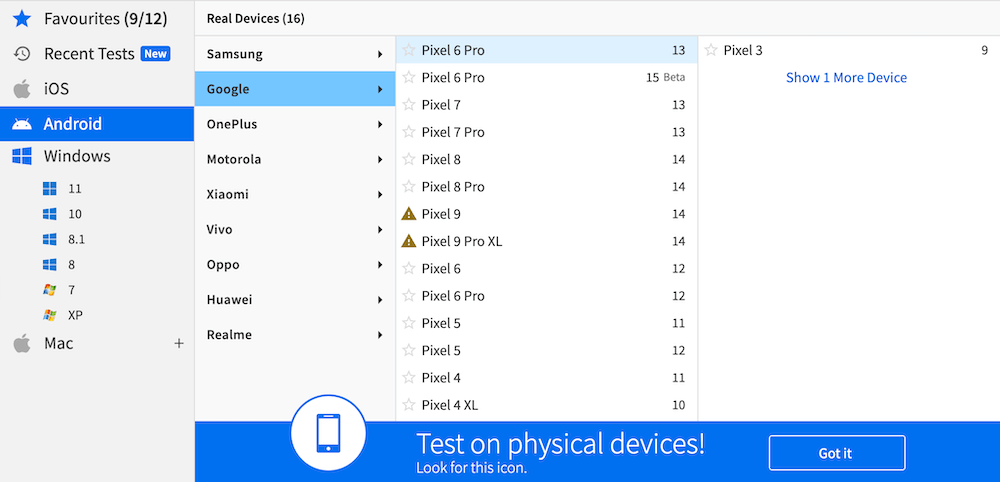 Favourites (9/12)
Recent Tests New
iOS
Android
Windows
11
10
8.1
8
7
XP
Mac +
Real Devices (16)
Samsung
Google
OnePlus
Motorola
Xiaomi
Vivo
Oppo
Huawei
Realme
Pixel 6 Pro 13
Pixel 6 Pro 15 Beta
Pixel 7 13
Pixel 7 Pro 13
Pixel 8 14
Pixel 8 Pro 14
Pixel 9 14
Pixel 9 Pro XL 14
Pixel 6 12
Pixel 6 Pro 12
Pixel 5 11
Pixel 5 12
Pixel 4 11
Pixel 4 XL 10
Pixel 3 9
Show 1 More Device
Test on physical devices!
Look for this icon.
Got it